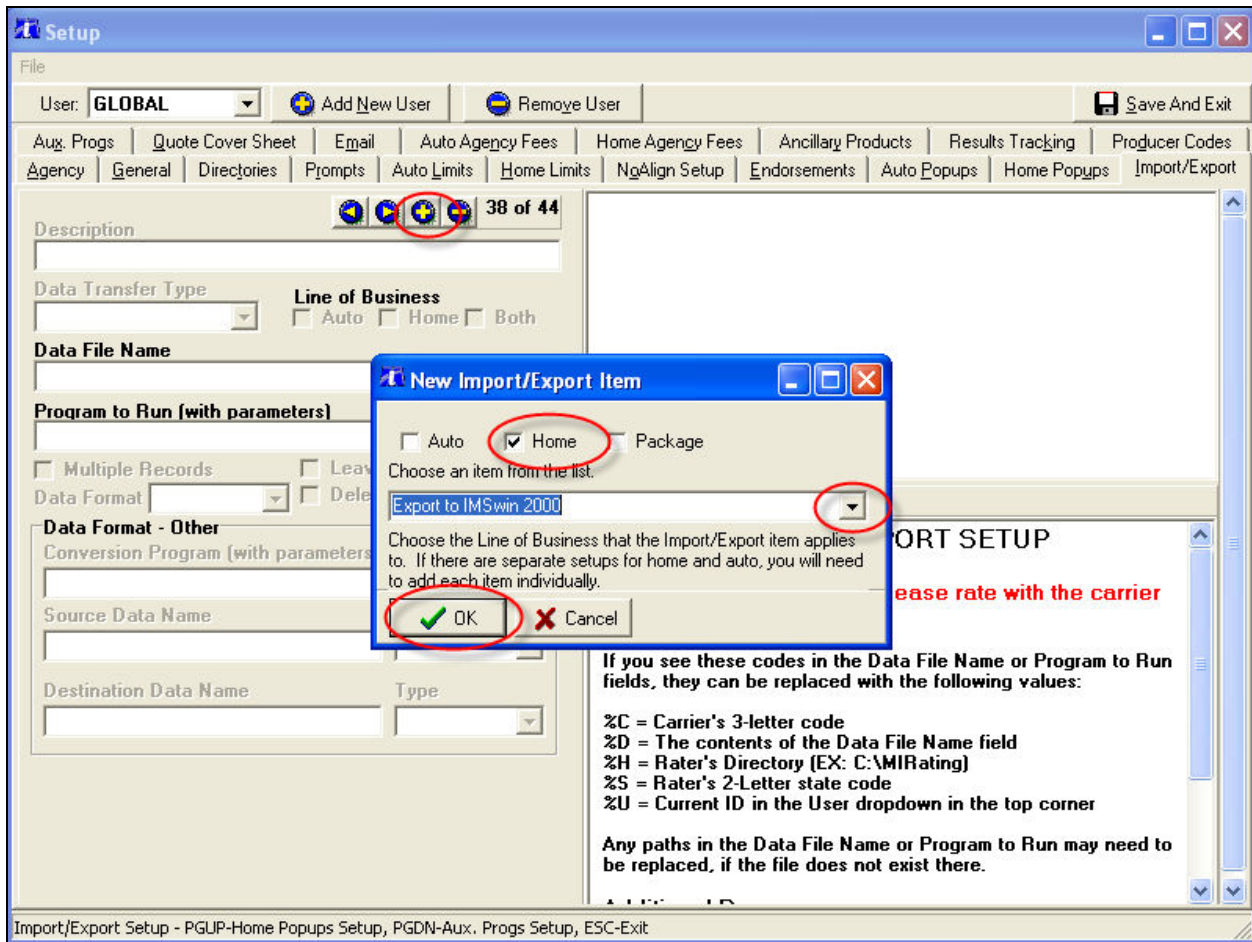 Setup
File
User: GLOBAL Add New User Remove User Save And Exit
Aux. Progs Quote Cover Sheet Email Auto Agency Fees Home Agency Fees Ancillary Products Results Tracking Producer Codes
Agency General Directories Prompts Auto Limits Home Limits NoAlign Setup Endorsements Auto Popups Home Popups Import/Export
38 of 44
Description
Data Transfer Type
Line of Business
Auto Home Both
Data File Name
Program to Run (with parameters)
Multiple Records
Data Format
Data Format - Other
Conversion Program (with parameters
Source Data Name
Destination Data Name Type
New Import/Export Item
Auto Home Package
Choose an item from the list.
Export to IMSwin 2000
Choose the Line of Business that the Import/Export item applies
to. If there are separate setups for home and auto, you will need
to add each item individually.
OK Cancel
ORT SETUP
ease rate with the carrier
If you see these codes in the Data File Name or Program to Run
fields, they can be replaced with the following values:
%C = Carrier's 3-letter code
%D = The contents of the Data File Name field
%H = Rater's Directory (EX: C:\MIRating)
%S = Rater's 2-Letter state code
%U = Current ID in the User dropdown in the top corner
Any paths in the Data File Name or Program to Run may need to
be replaced, if the file does not exist there.
Import/Export Setup - PGUP-Home Popups Setup, PGDN-Aux. Progs Setup, ESC-Exit